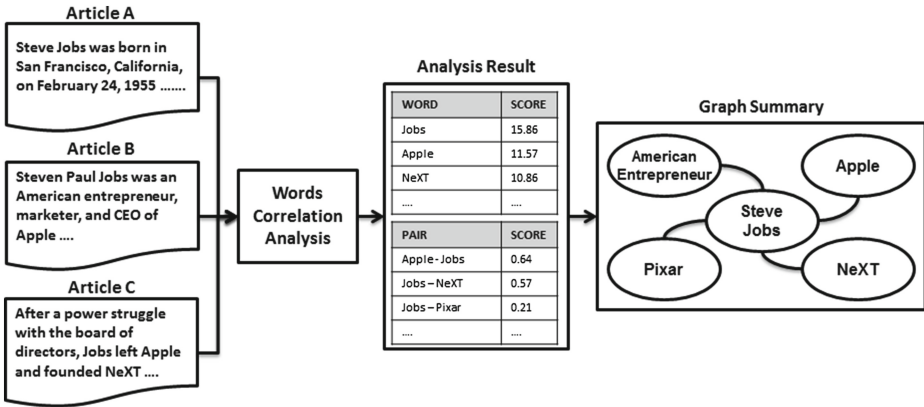 Article A
Steve Jobs was born in
San Francisco, California,
on February 24, 1955 .......
Article B
Steven Paul Jobs was an
American entrepreneur,
marketer, and CEO of
Apple ....
Article C
After a power struggle
with the board of
directors, Jobs left Apple
and founded NeXT ....
Words
Correlation
Analysis
Analysis Result
WORD SCORE
Jobs 15.86
Apple 11.57
NeXT 10.86
.... ....
PAIR SCORE
Apple - Jobs 0.64
Jobs – NeXT 0.57
Jobs – Pixar 0.21
.... ....
Graph Summary
American
Entrepreneur
Apple
Steve
Jobs
Pixar
NeXT